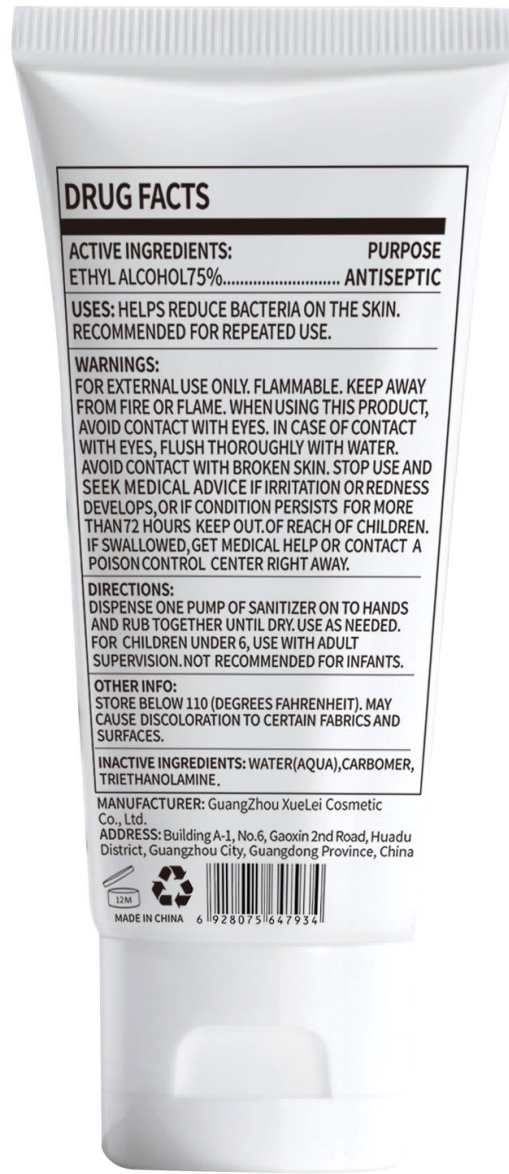 DRUG FACTS
ACTIVE INGREDIENTS: PURPOSE
ETHYL ALCOHOL75%........................... ANTISEPTIC
USES: HELPS REDUCE BACTERIA ON THE SKIN.
RECOMMENDED FOR REPEATED USE.
WARNINGS:
FOR EXTERNAL USE ONLY. FLAMMABLE. KEEP AWAY
FROM FIRE OR FLAME. WHEN USING THIS PRODUCT,
AVOID CONTACT WITH EYES. IN CASE OF CONTACT
WITH EYES, FLUSH THOROUGHLY WITH WATER.
AVOID CONTACT WITH BROKEN SKIN. STOP USE AND
SEEK MEDICAL ADVICE IF IRRITATION OR REDNESS
DEVELOPS, OR IF CONDITION PERSISTS FOR MORE
THAN 72 HOURS KEEP OUT.OF REACH OF CHILDREN.
IF SWALLOWED, GET MEDICAL HELP OR CONTACT A
POISON CONTROL CENTER RIGHT AWAY.
DIRECTIONS:
DISPENSE ONE PUMP OF SANITIZER ON TO HANDS
AND RUB TOGETHER UNTIL DRY. USE AS NEEDED.
FOR CHILDREN UNDER 6, USE WITH ADULT
SUPERVISION. NOT RECOMMENDED FOR INFANTS.
OTHER INFO:
STORE BELOW 110 (DEGREES FAHRENHEIT). MAY
CAUSE DISCOLORATION TO CERTAIN FABRICS AND
SURFACES.
INACTIVE INGREDIENTS: WATER(AQUA),CARBOMER,
TRIETHANOLAMINE.
MANUFACTURER: GuangZhou XueLei Cosmetic
Co., Ltd.
ADDRESS: Building A-1, No.6, Gaoxin 2nd Road, Huadu
District, Guangzhou City, Guangdong Province, China
12M
MADE IN CHINA 6 928075 647934